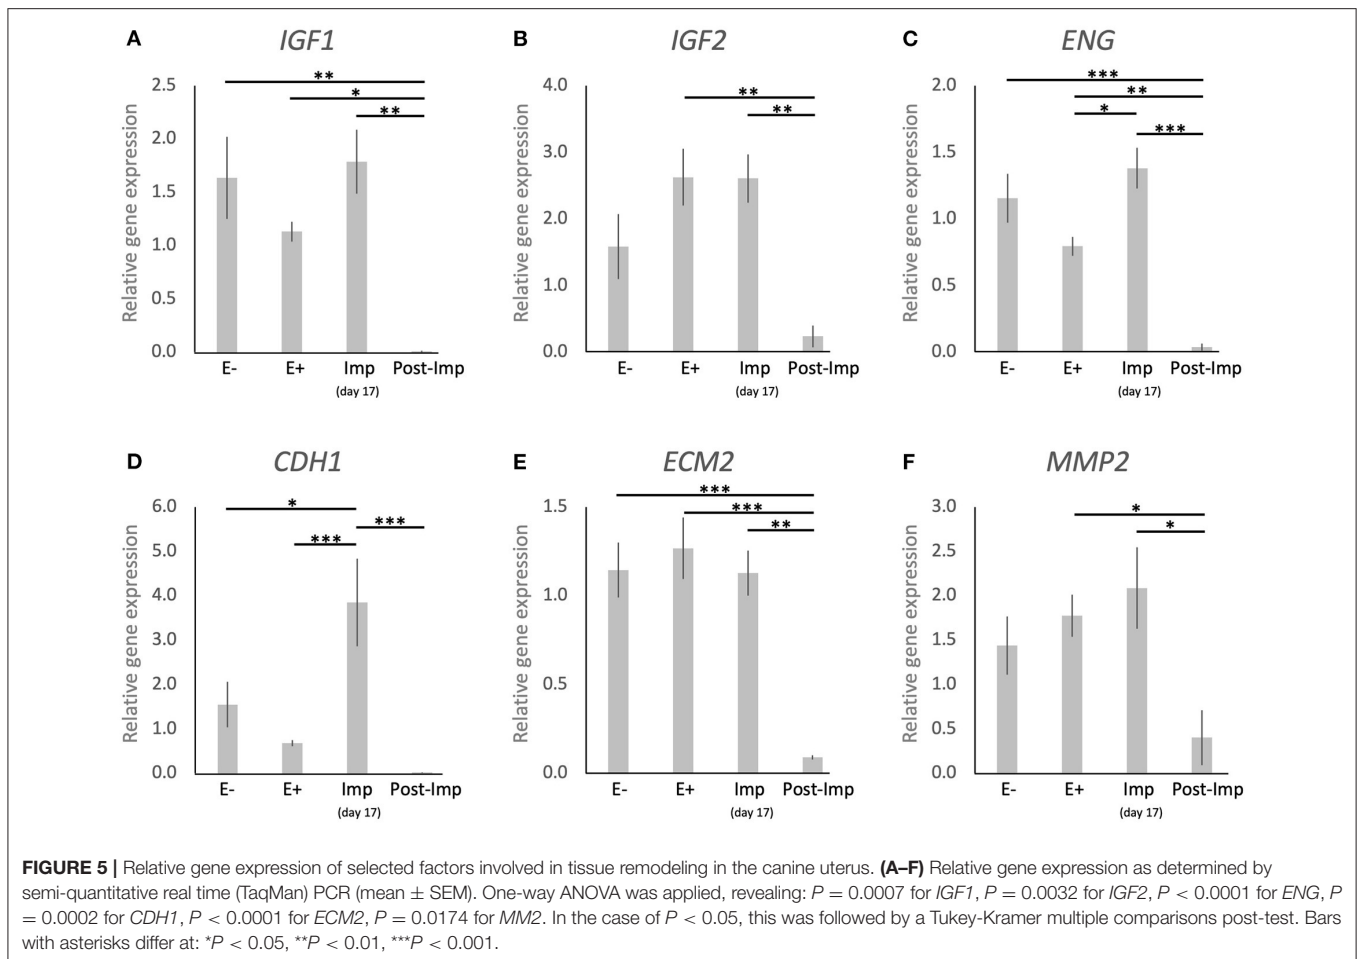 A IGF1
**
*
**
2.5
2.0
1.5
1.0
0.5
0.0
Relative gene expression
E- E+ Imp Post-Imp
(day 17)
B IGF2
**
**
4.0
3.0
2.0
1.0
0.0
Relative gene expression
E- E+ Imp Post-Imp
(day 17)
C ENG
***
**
*
***
2.0
1.5
1.0
0.5
0.0
Relative gene expression
E- E+ Imp Post-Imp
(day 17)
D CDH1
*
***
***
6.0
5.0
4.0
3.0
2.0
1.0
0.0
Relative gene expression
E- E+ Imp Post-Imp
(day 17)
E ECM2
***
***
**
1.5
1.0
0.5
0.0
Relative gene expression
E- E+ Imp Post-Imp
(day 17)
F MMP2
*
*
3.0
2.5
2.0
1.5
1.0
0.5
0.0
Relative gene expression
E- E+ Imp Post-Imp
(day 17)
FIGURE 5 | Relative gene expression of selected factors involved in tissue remodeling in the canine uterus. (A–F) Relative gene expression as determined by
semi-quantitative real time (TaqMan) PCR (mean ± SEM). One-way ANOVA was applied, revealing: P = 0.0007 for IGF1, P = 0.0032 for IGF2, P < 0.0001 for ENG, P
= 0.0002 for CDH1, P < 0.0001 for ECM2, P = 0.0174 for MM2. In the case of P < 0.05, this was followed by a Tukey-Kramer multiple comparisons post-test. Bars
with asterisks differ at: *P < 0.05, **P < 0.01, ***P < 0.001.